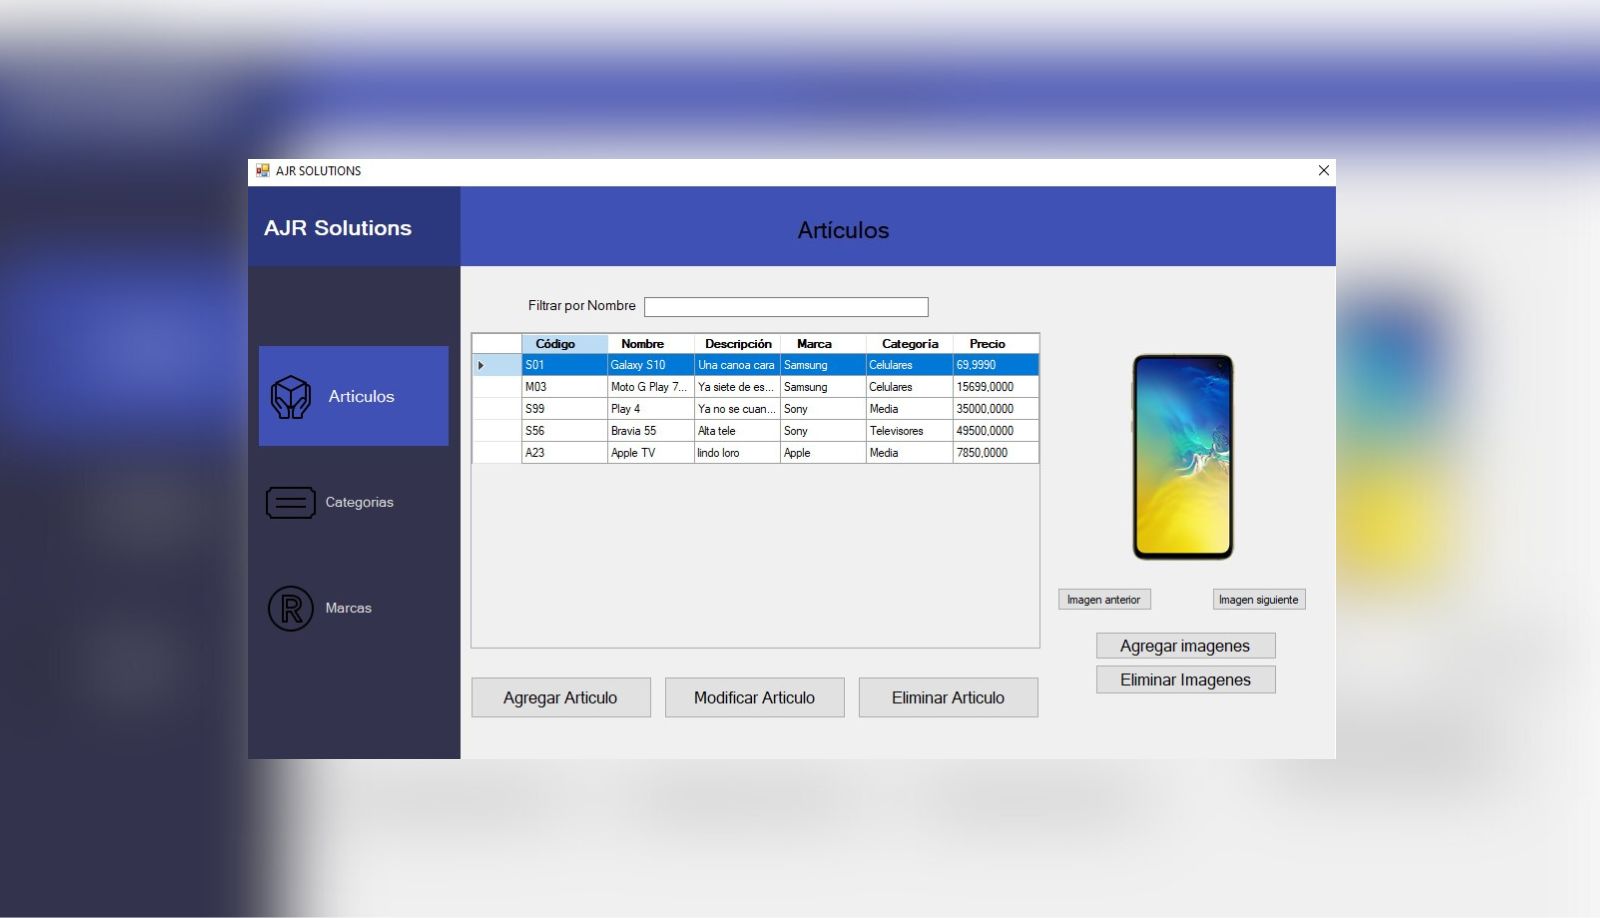 AJR SOLUTIONS
AJR Solutions
Artículos
Articulos
Categorias
Marcas
Filtrar por Nombre
Código Nombre Descripción Marca Categoría Precio
S01 Galaxy S10 Una canoa cara Samsung Celulares 69,9990
M03 Moto G Play 7... Ya siete de es... Samsung Celulares 15699,0000
S99 Play 4 Ya no se cuan... Sony Media 35000,0000
S56 Bravia 55 Alta tele Sony Televisores 49500,0000
A23 Apple TV lindo loro Apple Media 7850,0000
Imagen anterior Imagen siguiente
Agregar imagenes
Eliminar Imagenes
Agregar Articulo Modificar Articulo Eliminar Articulo